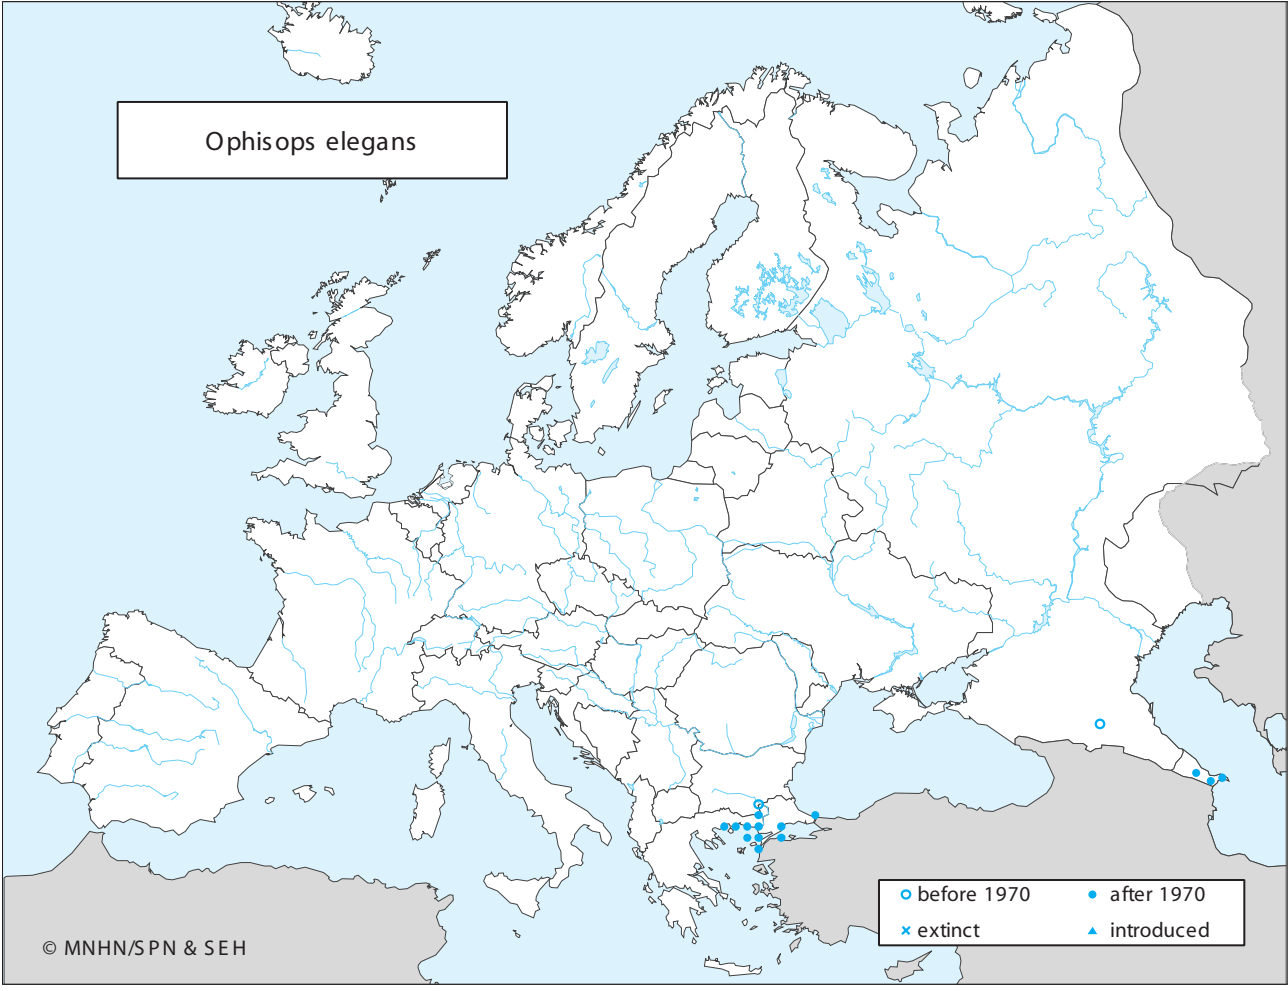 Ophisops elegans
before 1970
after 1970
extinct
introduced
© MNHN/SPN & SEH